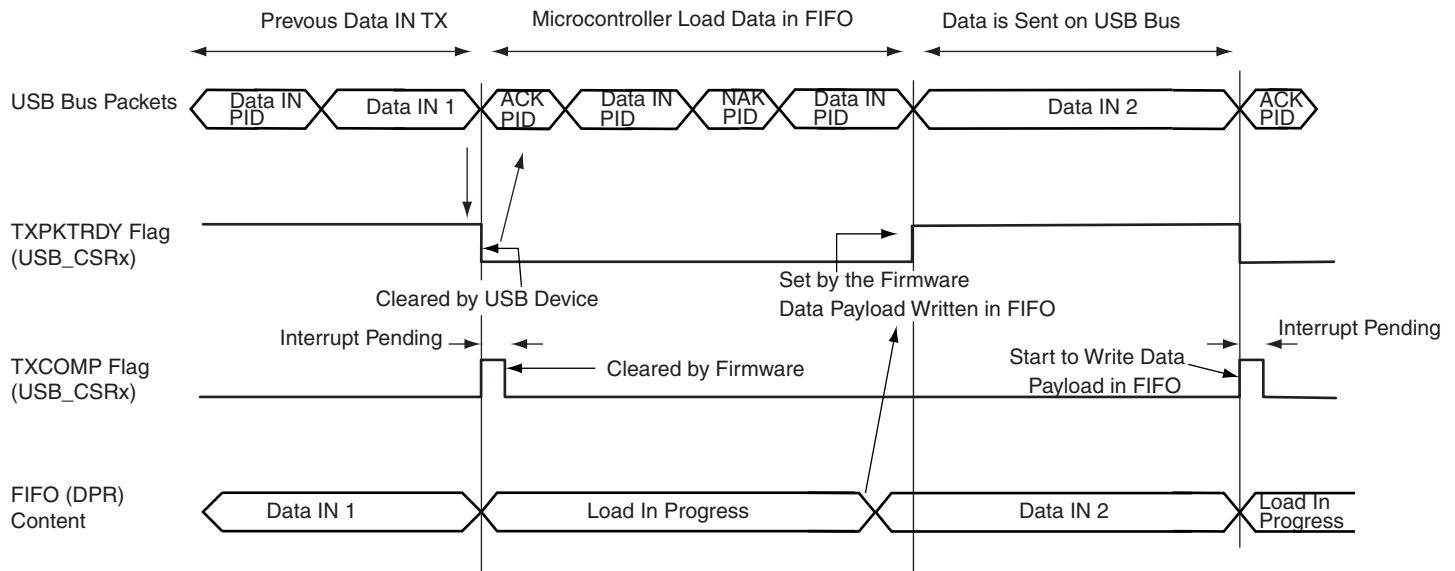 Prevous Data IN TX
Microcontroller Load Data in FIFO
Data is Sent on USB Bus
USB Bus Packets
Data IN
PID
Data IN 1
ACK
PID
Data IN
PID
NAK
PID
Data IN
PID
Data IN 2
ACK
PID
TXPKTRDY Flag
(USB_CSRx)
Cleared by USB Device
Set by the Firmware
Data Payload Written in FIFO
Interrupt Pending
Interrupt Pending
TXCOMP Flag
(USB_CSRx)
Cleared by Firmware
Start to Write Data
Payload in FIFO
FIFO (DPR)
Content
Data IN 1
Load In Progress
Data IN 2
Load In
Progress